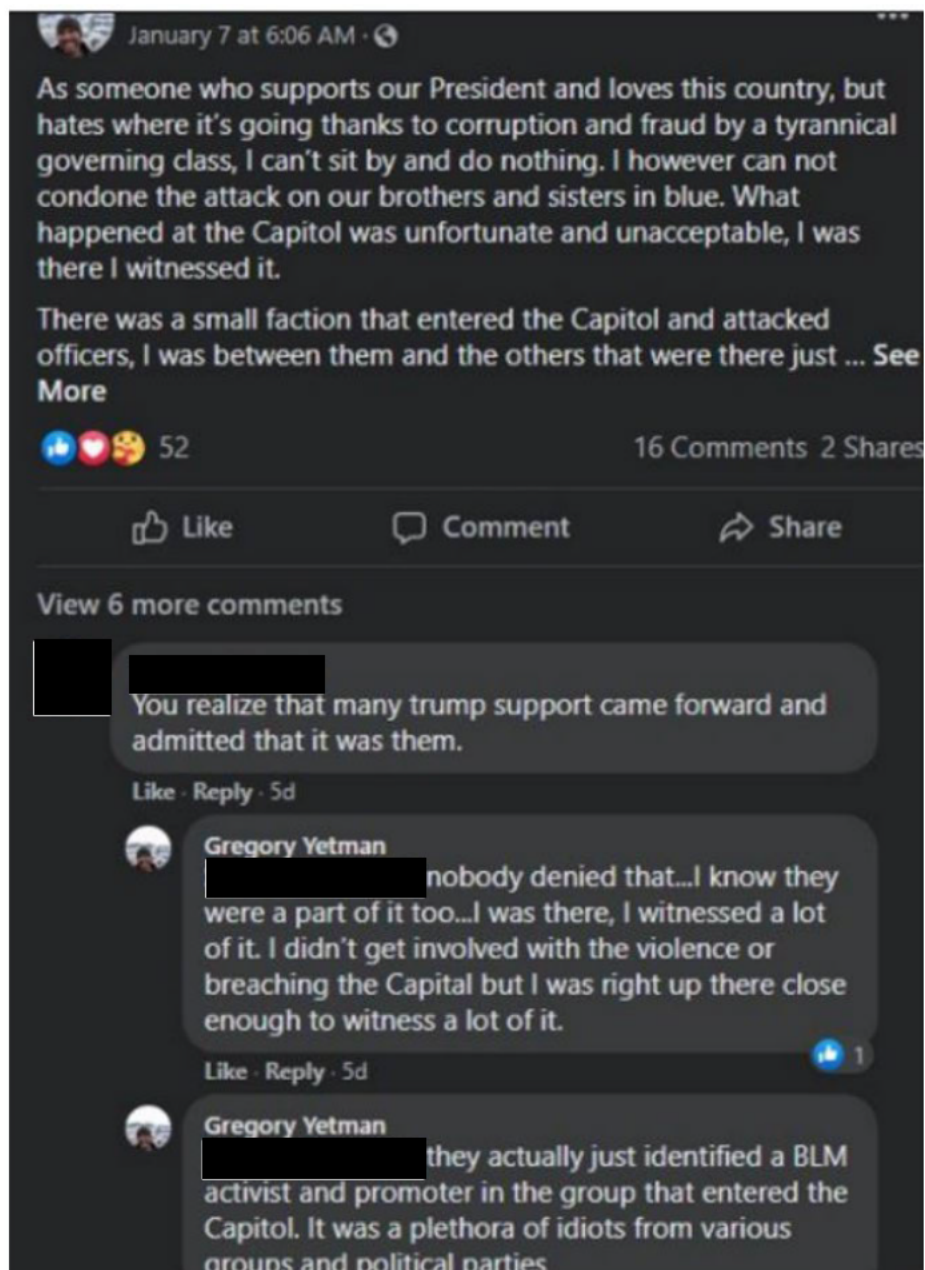 January 7 at 6:06 AM ·
As someone who supports our President and loves this country, but
hates where it's going thanks to corruption and fraud by a tyrannical
governing class, I can't sit by and do nothing. I however can not
condone the attack on our brothers and sisters in blue. What
happened at the Capitol was unfortunate and unacceptable, I was
there I witnessed it.
There was a small faction that entered the Capitol and attacked
officers, I was between them and the others that were there just ... See
More
52
16 Comments 2 Shares
Like
Comment
Share
View 6 more comments
You realize that many trump support came forward and
admitted that it was them.
Like · Reply · 5d
Gregory Yetman
nobody denied that...I know they
were a part of it too...I was there, I witnessed a lot
of it. I didn't get involved with the violence or
breaching the Capital but I was right up there close
enough to witness a lot of it.
1
Like · Reply · 5d
Gregory Yetman
they actually just identified a BLM
activist and promoter in the group that entered the
Capitol. It was a plethora of idiots from various
groups and political parties